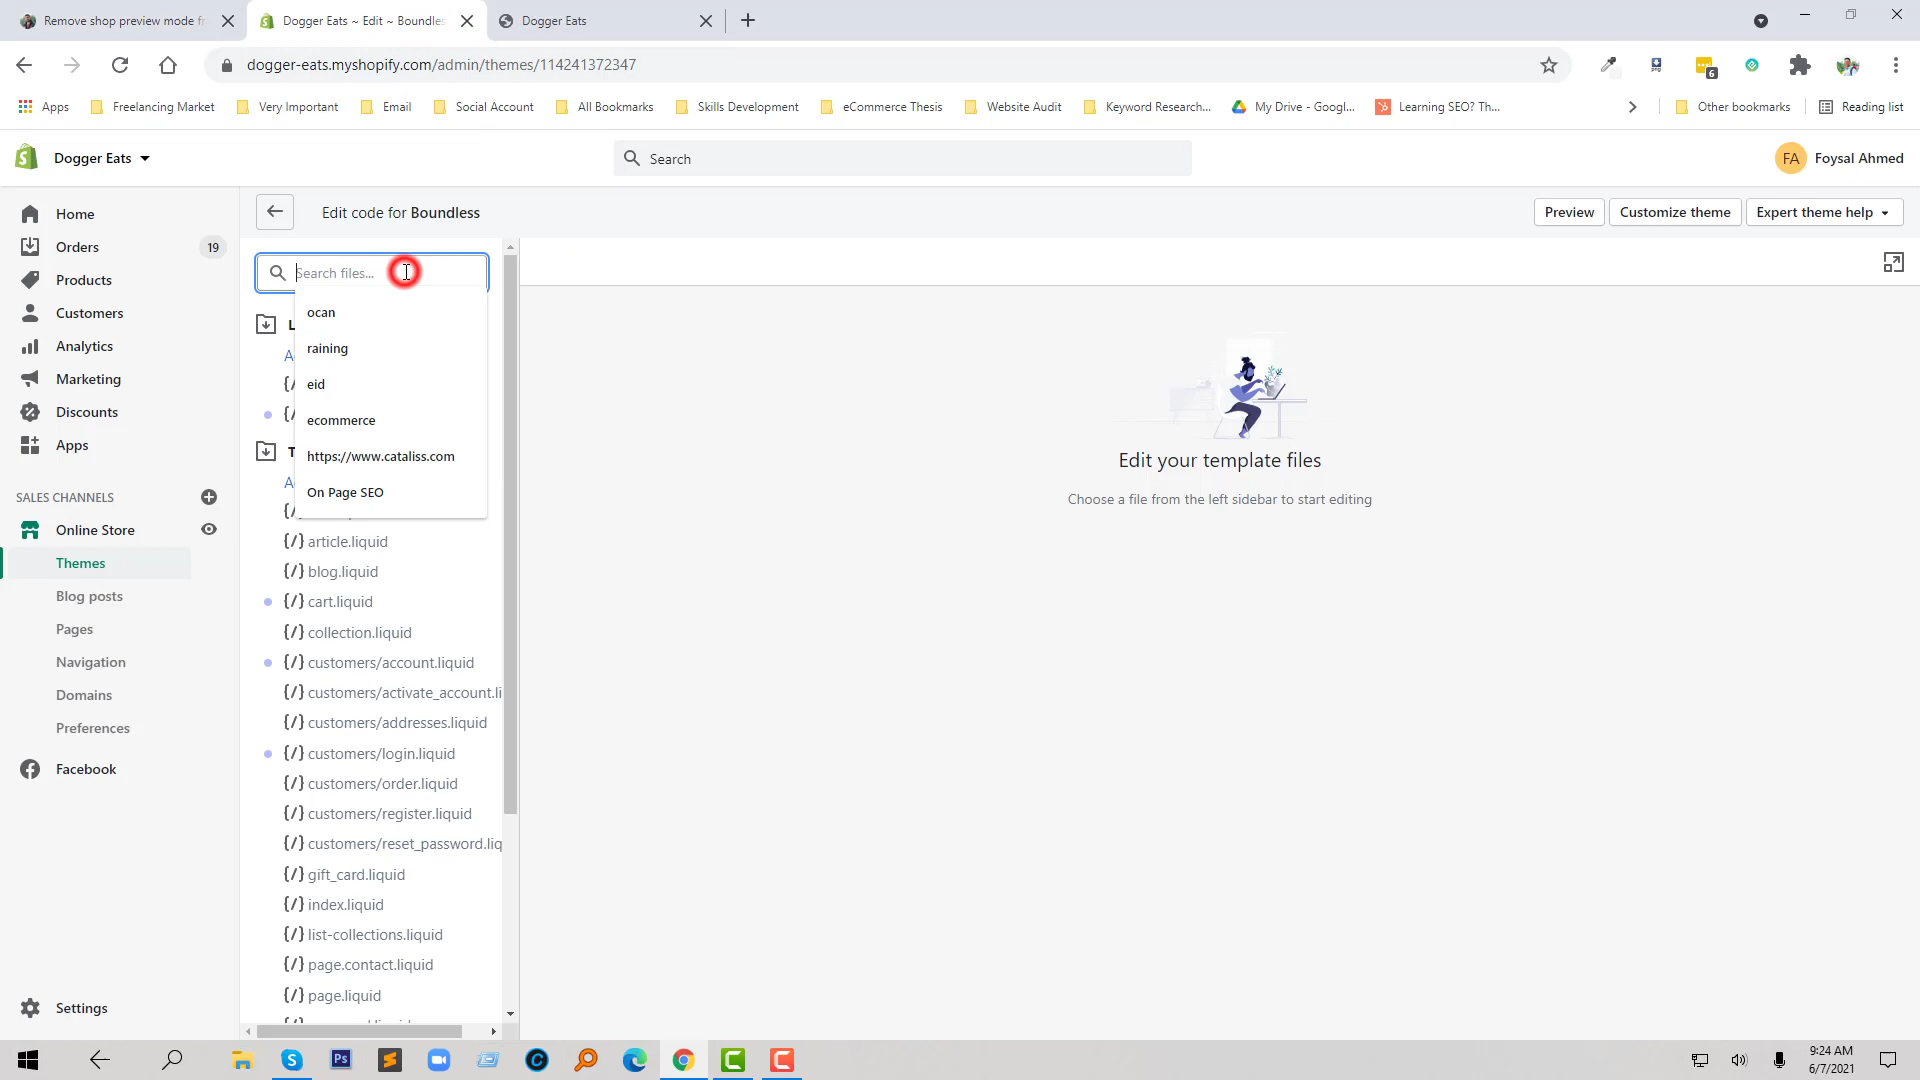 Remove shop preview mode fr
Dogger Eats ~ Edit ~ Boundless
Dogger Eats
dogger-eats.myshopify.com/admin/themes/114241372347
6
Apps
Freelancing Market
Very Important
Email
Social Account
All Bookmarks
Skills Development
eCommerce Thesis
Website Audit
Keyword Research...
My Drive - Googl...
Learning SEO? Th...
Other bookmarks
Reading list
Dogger Eats
Search
FA
Foysal Ahmed
Home
Orders
19
Products
Customers
Analytics
Marketing
Discounts
Apps
SALES CHANNELS
Online Store
Themes
Blog posts
Pages
Navigation
Domains
Preferences
Facebook
Settings
Edit code for Boundless
Preview
Customize theme
Expert theme help
Search files...
ocan
raining
eid
ecommerce
https://www.cataliss.com
On Page SEO
{/} article.liquid
{/} blog.liquid
{/} cart.liquid
{/} collection.liquid
{/} customers/account.liquid
{/} customers/activate_account.li
{/} customers/addresses.liquid
{/} customers/login.liquid
{/} customers/order.liquid
{/} customers/register.liquid
{/} customers/reset_password.liq
{/} gift_card.liquid
{/} index.liquid
{/} list-collections.liquid
{/} page.contact.liquid
{/} page.liquid
Edit your template files
Choose a file from the left sidebar to start editing
9:24 AM
6/7/2021